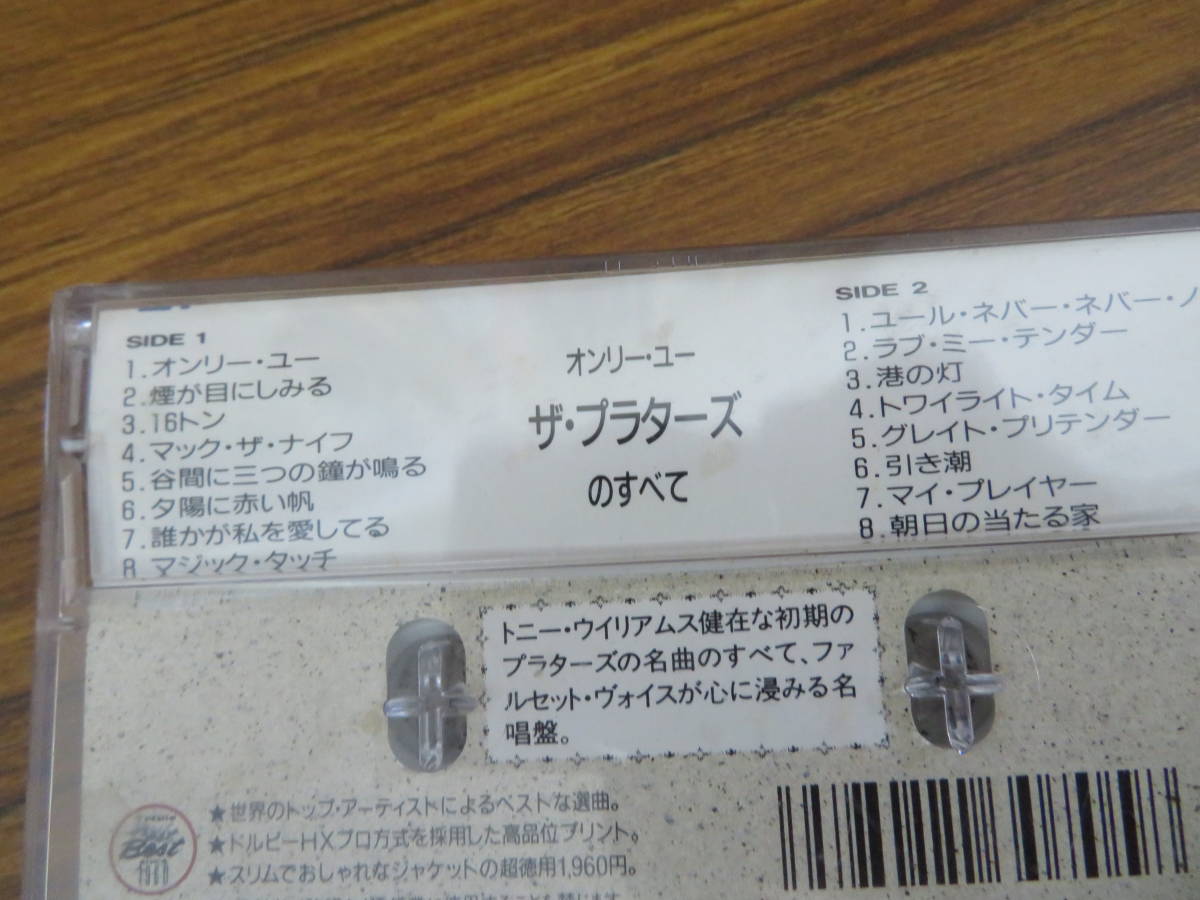 SIDE 1
1.オンリー・ユー
2.煙が目にしみる
3.16トン
4.マック・ザ・ナイフ
5.谷間に三つの鐘が鳴る
6.夕陽に赤い帆
7.誰かが私を愛してる
8.マジック・タッチ
オンリー・ユー
ザ・プラターズ
のすべて
SIDE 2
1.ユール・ネバー・ネバー・ノ
2.ラブ・ミー・テンダー
3.港の灯
4.トワイライト・タイム
5.グレイト・プリテンダー
6.引き潮
7.マイ・プレイヤー
8.朝日の当たる家
トニー・ウイリアムス健在な初期の
プラターズの名曲のすべて、ファ
ルセット・ヴォイスが心に浸みる名
唱盤。
★世界のトップ・アーティストによるベストな選曲。
★ドルビーHXプロ方式を採用した高品位プリント。
★スリムでおしゃれなジャケットの超徳用1,960円。
Best